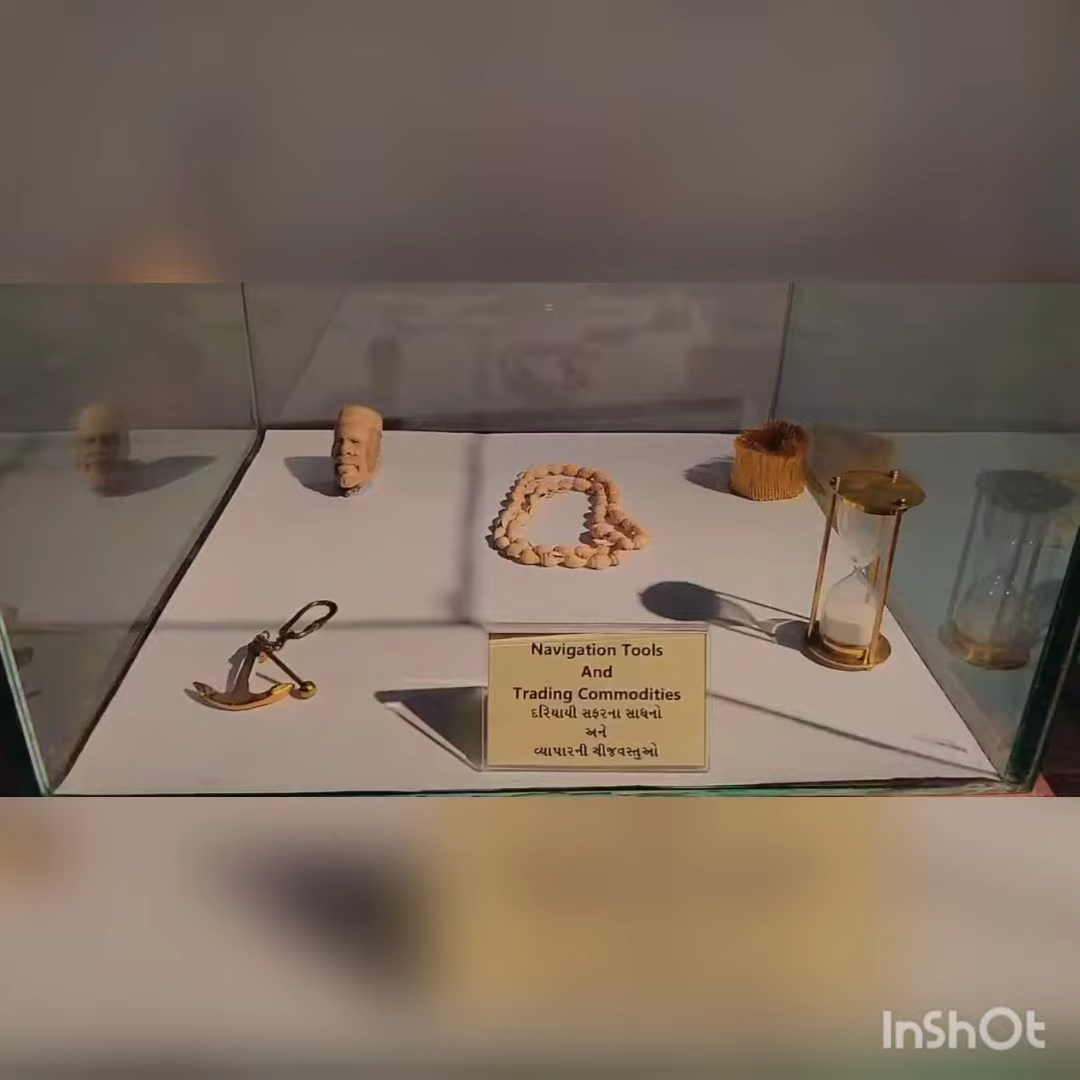 Navigation Tools
And
Trading Commodities
દરિયાયી સફરના સાધનો
અને
વ્યાપારની ચીજવસ્તુઓ
InShOt